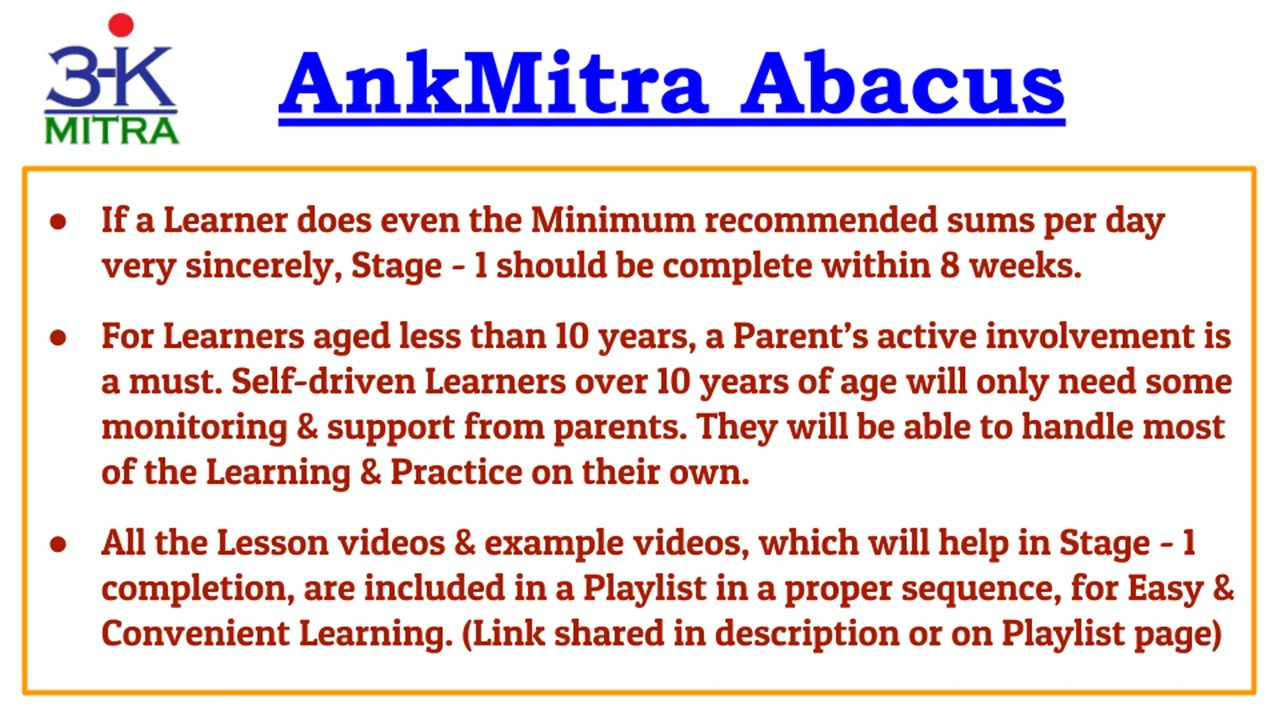 3-K
MITRA
AnkMitra Abacus
● If a Learner does even the Minimum recommended sums per day
very sincerely, Stage - 1 should be complete within 8 weeks.
● For Learners aged less than 10 years, a Parent's active involvement is
a must. Self-driven Learners over 10 years of age will only need some
monitoring & support from parents. They will be able to handle most
of the Learning & Practice on their own.
● All the Lesson videos & example videos, which will help in Stage - 1
completion, are included in a Playlist in a proper sequence, for Easy &
Convenient Learning. (Link shared in description or on Playlist page)